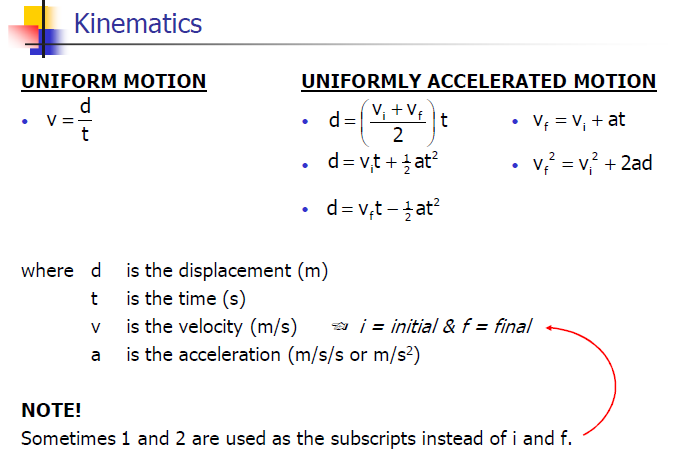 Kinematics
UNIFORM MOTION
• v = d/t
UNIFORMLY ACCELERATED MOTION
• d = ((vᵢ + v_f)/2) t
• v_f = vᵢ + at
• d = vᵢt + ½at²
• v_f² = vᵢ² + 2ad
• d = v_ft − ½at²
where d is the displacement (m)
t is the time (s)
v is the velocity (m/s) ☜ i = initial & f = final
a is the acceleration (m/s/s or m/s²)
NOTE!
Sometimes 1 and 2 are used as the subscripts instead of i and f.